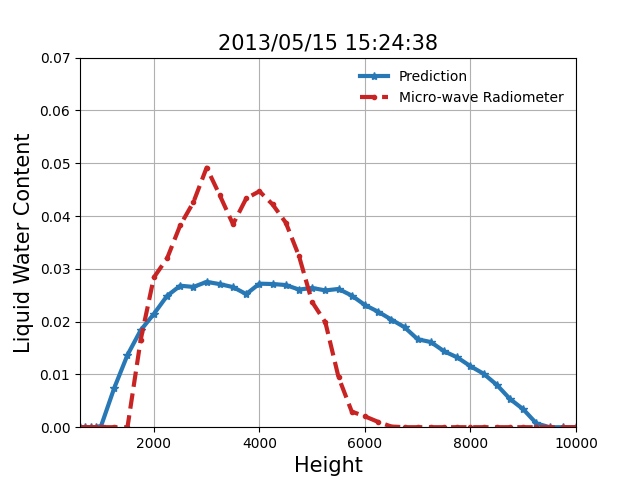 2013/05/15 15:24:38
0.07
0.06
0.05
0.04
0.03
0.02
0.01
0.00
Liquid Water Content
Prediction
Micro-wave Radiometer
2000 4000 6000 8000 10000
Height